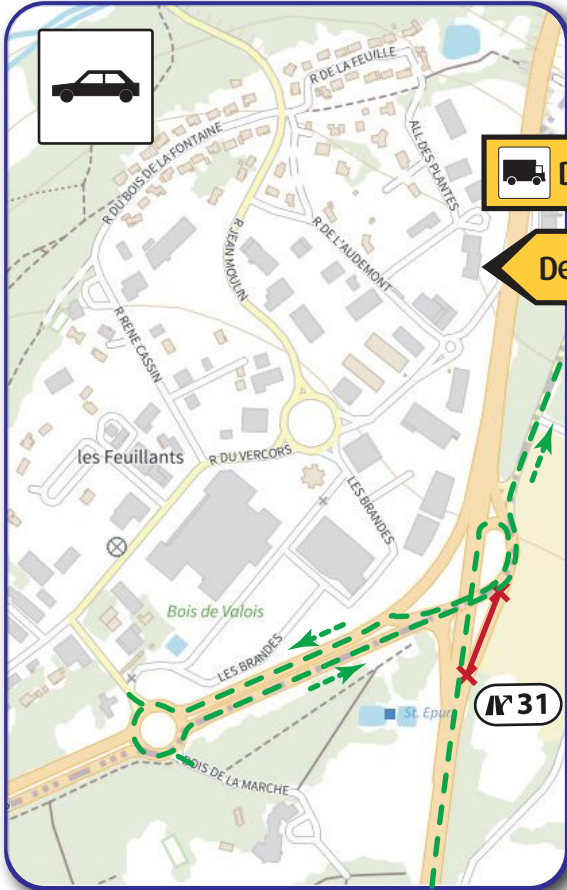 R DE LA FEUILLE
R DU BOIS DE LA FONTAINE
ALL DES PLANTES
D
R JEAN MOULIN
R DE L'AUDEMONT
De
R RENE CASSIN
les Feuillants
R DU VERCORS
LES BRANDES
Bois de Valois
LES BRANDES
31
St. Epur
BOIS DE LA MARCHE